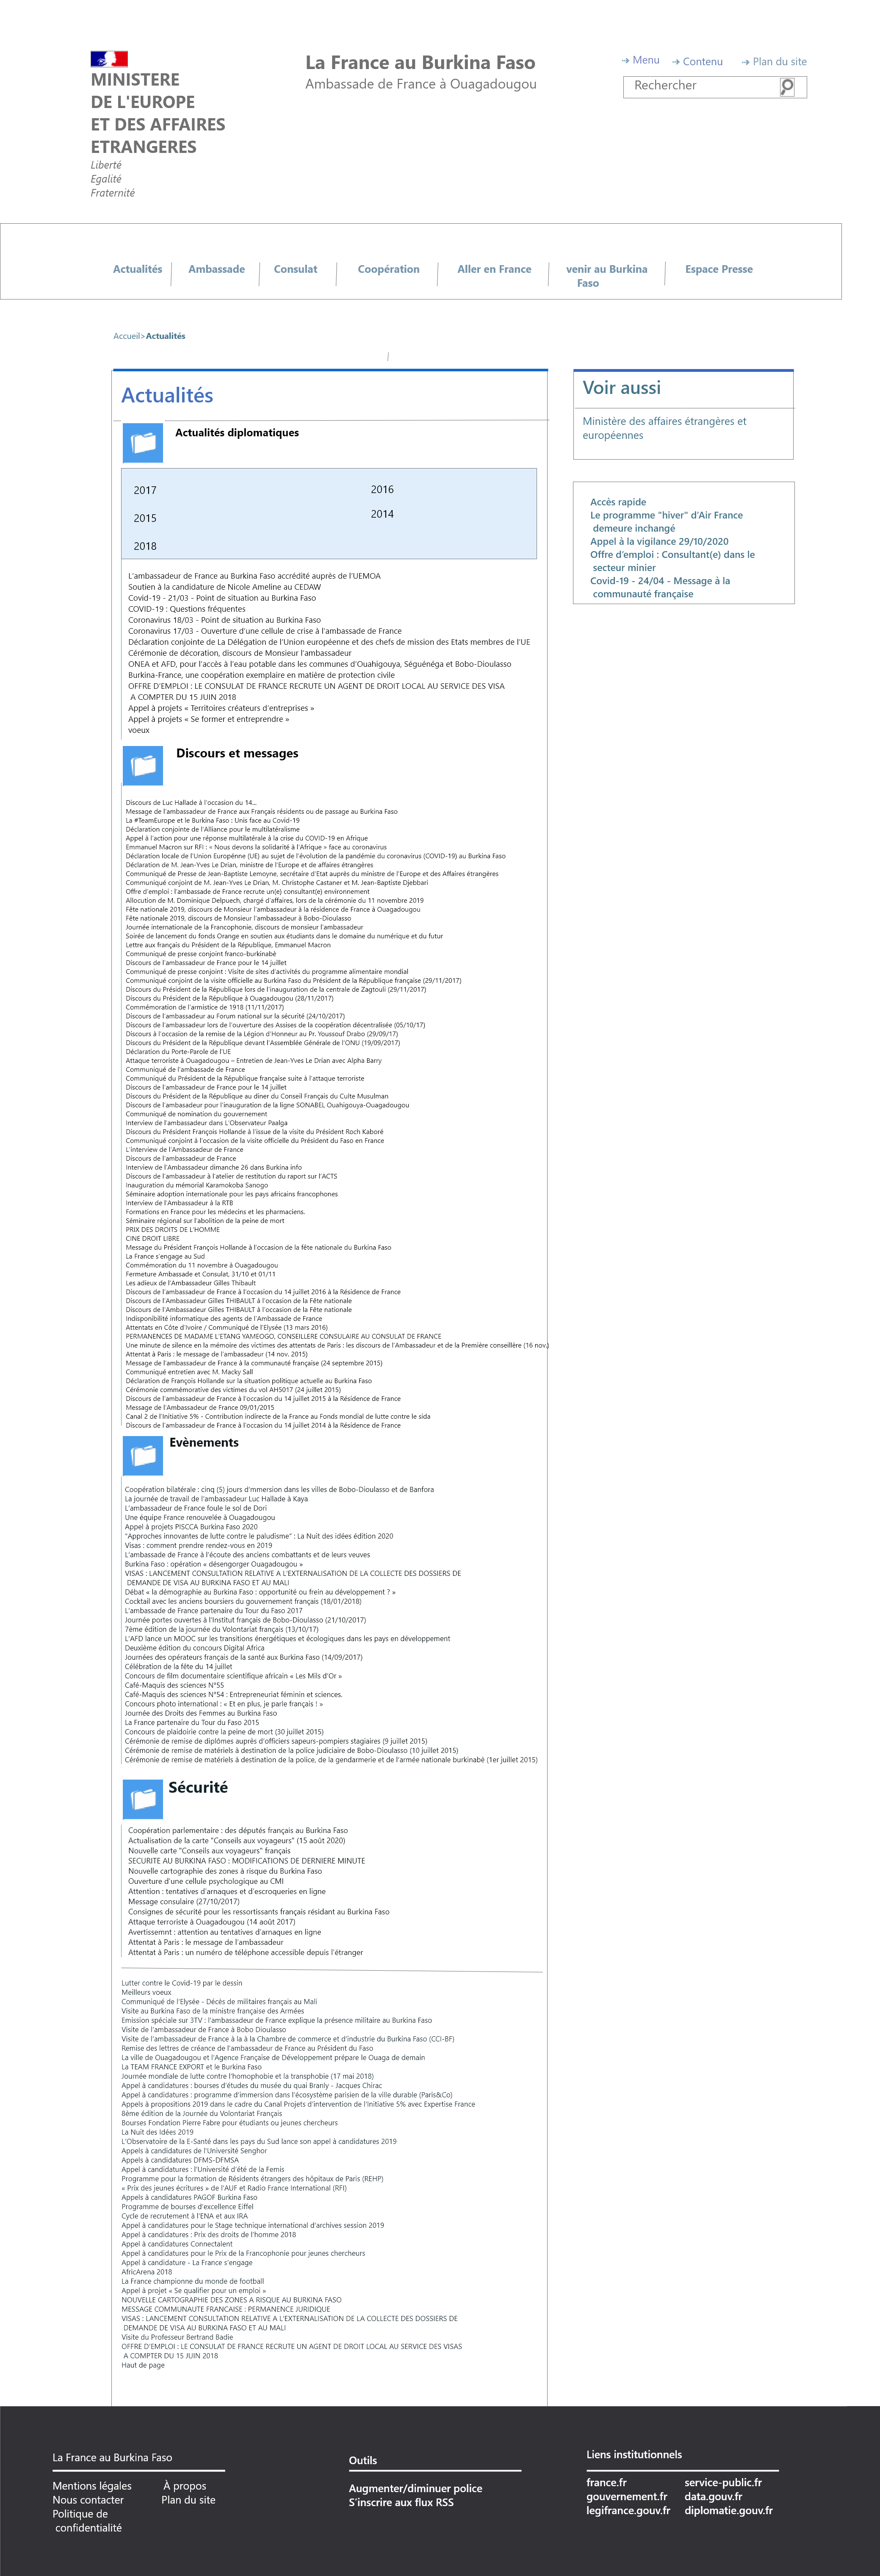 MINISTERE
DE L'EUROPE
ET DES AFFAIRES
ETRANGERES
Liberté
Egalité
Fraternité
La France au Burkina Faso
Ambassade de France à Ouagadougou
Menu
Contenu
Plan du site
Rechercher
Actualités
Ambassade
Consulat
Coopération
Aller en France
venir au Burkina
Faso
Espace Presse
Accueil>Actualités
Actualités
Actualités diplomatiques
2017
2016
2015
2014
2018
L'ambassadeur de France au Burkina Faso accrédité auprès de l'UEMOA
Soutien à la candidature de Nicole Ameline au CEDAW
Covid-19 - 21/03 - Point de situation au Burkina Faso
COVID-19 : Questions fréquentes
Coronavirus 18/03 - Point de situation au Burkina Faso
Coronavirus 17/03 - Ouverture d'une cellule de crise à l'ambassade de France
Déclaration conjointe de La Délégation de l'Union européenne et des chefs de mission des Etats membres de l'UE
Cérémonie de décoration, discours de Monsieur l'ambassadeur
ONEA et AFD, pour l'accès à l'eau potable dans les communes d'Ouahigouya, Séguénéga et Bobo-Dioulasso
Burkina-France, une coopération exemplaire en matière de protection civile
OFFRE D'EMPLOI : LE CONSULAT DE FRANCE RECRUTE UN AGENT DE DROIT LOCAL AU SERVICE DES VISA
A COMPTER DU 15 JUIN 2018
Appel à projets « Territoires créateurs d'entreprises »
Appel à projets « Se former et entreprendre »
voeux
Discours et messages
Discours de Luc Hallade à l'occasion du 14...
Message de l'ambassadeur de France aux Français résidents ou de passage au Burkina Faso
La #TeamEurope et le Burkina Faso : Unis face au Covid-19
Déclaration conjointe de l'Alliance pour le multilatéralisme
Appel à l'action pour une réponse multilatérale à la crise du COVID-19 en Afrique
Emmanuel Macron sur RFI : « Nous devons la solidarité à l'Afrique » face au coronavirus
Déclaration locale de l'Union Europénne (UE) au sujet de l'évolution de la pandémie du coronavirus (COVID-19) au Burkina Faso
Déclaration de M. Jean-Yves Le Drian, ministre de l'Europe et de affaires étrangères
Communiqué de Presse de Jean-Baptiste Lemoyne, secrétaire d'Etat auprès du ministre de l'Europe et des Affaires étrangères
Communiqué conjoint de M. Jean-Yves Le Drian, M. Christophe Castaner et M. Jean-Baptiste Djebbari
Offre d'emploi : l'ambassade de France recrute un(e) consultant(e) environnement
Allocution de M. Dominique Delpuech, chargé d'affaires, lors de la cérémonie du 11 novembre 2019
Fête nationale 2019, discours de Monsieur l'ambassadeur à la résidence de France à Ouagadougou
Fête nationale 2019, discours de Monsieur l'ambassadeur à Bobo-Dioulasso
Journée internationale de la Francophonie, discours de monsieur l'ambassadeur
Soirée de lancement du fonds Orange en soutien aux étudiants dans le domaine du numérique et du futur
Lettre aux français du Président de la République, Emmanuel Macron
Communiqué de presse conjoint franco-burkinabé
Discours de l'ambassadeur de France pour le 14 juillet
Communiqué de presse conjoint : Visite de sites d'activités du programme alimentaire mondial
Communiqué conjoint de la visite officielle au Burkina Faso du Président de la République française (29/11/2017)
Discours du Président de la République lors de l'inauguration de la centrale de Zagtouli (29/11/2017)
Discours du Président de la République à Ouagadougou (28/11/2017)
Commémoration de l'armistice de 1918 (11/11/2017)
Discours de l'ambassadeur au Forum national sur la sécurité (24/10/2017)
Discours de l'ambassadeur lors de l'ouverture des Assises de la coopération décentralisée (05/10/17)
Discours à l'occasion de la remise de la Légion d'Honneur au Pr. Youssouf Drabo (29/09/17)
Discours du Président de la République devant l'Assemblée Générale de l'ONU (19/09/2017)
Déclaration du Porte-Parole de l'UE
Attaque terroriste à Ouagadougou – Entretien de Jean-Yves Le Drian avec Alpha Barry
Communiqué de l'ambassade de France
Communiqué du Président de la République française suite à l'attaque terroriste
Discours de l'ambassadeur de France pour le 14 juillet
Discours du Président de la République au dîner du Conseil Français du Culte Musulman
Discours de l'ambasadeur pour l'inauguration de la ligne SONABEL Ouahigouya-Ouagadougou
Communiqué de nomination du gouvernement
Interview de l'ambassadeur dans L'Observateur Paalga
Discours du Président François Hollande à l'issue de la visite du Président Roch Kaboré
Communiqué conjoint à l'occasion de la visite officielle du Président du Faso en France
L'interview de l'Ambassadeur de France
Discours de l'ambassadeur de France
Interview de l'Ambassadeur dimanche 26 dans Burkina info
Discours de l'ambassadeur à l'atelier de restitution du raport sur l'ACTS
Inauguration du mémorial Karamokoba Sanogo
Séminaire adoption internationale pour les pays africains francophones
Interview de l'Ambassadeur à la RTB
Formations en France pour les médecins et les pharmaciens.
Séminaire régional sur l'abolition de la peine de mort
PRIX DES DROITS DE L'HOMME
CINE DROIT LIBRE
Message du Président François Hollande à l'occasion de la fête nationale du Burkina Faso
La France s'engage au Sud
Commémoration du 11 novembre à Ouagadougou
Fermeture Ambassade et Consulat, 31/10 et 01/11
Les adieux de l'Ambassadeur Gilles Thibault
Discours de l'ambassadeur de France à l'occasion du 14 juillet 2016 à la Résidence de France
Discours de l'Ambassadeur Gilles THIBAULT à l'occasion de la Fête nationale
Discours de l'Ambassadeur Gilles THIBAULT à l'occasion de la Fête nationale
Indisponibilité informatique des agents de l'Ambassade de France
Attentats en Côte d'Ivoire / Communiqué de l'Elysée (13 mars 2016)
PERMANENCES DE MADAME L'ETANG YAMEOGO, CONSEILLERE CONSULAIRE AU CONSULAT DE FRANCE
Une minute de silence en la mémoire des victimes des attentats de Paris : les discours de l'Ambassadeur et de la Première conseillère (16 nov.)
Attentat à Paris : le message de l'ambassadeur (14 nov. 2015)
Message de l'ambassadeur de France à la communauté française (24 septembre 2015)
Communiqué entretien avec M. Macky Sall
Déclaration de François Hollande sur la situation politique actuelle au Burkina Faso
Cérémonie commémorative des victimes du vol AH5017 (24 juillet 2015)
Discours de l'ambassadeur de France à l'occasion du 14 juillet 2015 à la Résidence de France
Message de l'Ambassadeur de France 09/01/2015
Canal 2 de l'Initiative 5% - Contribution indirecte de la France au Fonds mondial de lutte contre le sida
Discours de l'ambassadeur de France à l'occasion du 14 juillet 2014 à la Résidence de France
Evènements
Coopération bilatérale : cinq (5) jours d'mmersion dans les villes de Bobo-Dioulasso et de Banfora
La journée de travail de l'ambassadeur Luc Hallade à Kaya
L'ambassadeur de France foule le sol de Dori
Une équipe France renouvelée à Ouagadougou
Appel à projets PISCCA Burkina Faso 2020
"Approches innovantes de lutte contre le paludisme" : La Nuit des idées édition 2020
Visas : comment prendre rendez-vous en 2019
L'ambassade de France à l'écoute des anciens combattants et de leurs veuves
Burkina Faso : opération « désengorger Ouagadougou »
VISAS : LANCEMENT CONSULTATION RELATIVE A L'EXTERNALISATION DE LA COLLECTE DES DOSSIERS DE
DEMANDE DE VISA AU BURKINA FASO ET AU MALI
Débat « la démographie au Burkina Faso : opportunité ou frein au développement ? »
Cocktail avec les anciens boursiers du gouvernement français (18/01/2018)
L'ambassade de France partenaire du Tour du Faso 2017
Journée portes ouvertes à l'Institut français de Bobo-Dioulasso (21/10/2017)
7ème édition de la journée du Volontariat français (13/10/17)
L'AFD lance un MOOC sur les transitions énergétiques et écologiques dans les pays en développement
Deuxième édition du concours Digital Africa
Journées des opérateurs français de la santé aux Burkina Faso (14/09/2017)
Célébration de la fête du 14 juillet
Concours de film documentaire scientifique africain « Les Mils d'Or »
Café-Maquis des sciences N°55
Café-Maquis des sciences N°54 : Entrepreneuriat féminin et sciences.
Concours photo international : « Et en plus, je parle français ! »
Journée des Droits des Femmes au Burkina Faso
La France partenaire du Tour du Faso 2015
Concours de plaidoirie contre la peine de mort (30 juillet 2015)
Cérémonie de remise de diplômes auprès d'officiers sapeurs-pompiers stagiaires (9 juillet 2015)
Cérémonie de remise de matériels à destination de la police judiciaire de Bobo-Dioulasso (10 juillet 2015)
Cérémonie de remise de matériels à destination de la police, de la gendarmerie et de l'armée nationale burkinabè (1er juillet 2015)
Sécurité
Coopération parlementaire : des députés français au Burkina Faso
Actualisation de la carte "Conseils aux voyageurs" (15 août 2020)
Nouvelle carte "Conseils aux voyageurs" français
SECURITE AU BURKINA FASO : MODIFICATIONS DE DERNIERE MINUTE
Nouvelle cartographie des zones à risque du Burkina Faso
Ouverture d'une cellule psychologique au CMI
Attention : tentatives d'arnaques et d'escroqueries en ligne
Message consulaire (27/10/2017)
Consignes de sécurité pour les ressortissants français résidant au Burkina Faso
Attaque terroriste à Ouagadougou (14 août 2017)
Avertissemnt : attention au tentatives d'arnaques en ligne
Attentat à Paris : le message de l'ambassadeur
Attentat à Paris : un numéro de téléphone accessible depuis l'étranger
Lutter contre le Covid-19 par le dessin
Meilleurs voeux
Communiqué de l'Elysée - Décès de militaires français au Mali
Visite au Burkina Faso de la ministre française des Armées
Emission spéciale sur 3TV : l'ambassadeur de France explique la présence militaire au Burkina Faso
Visite de l'ambassadeur de France à Bobo Dioulasso
Visite de l'ambassadeur de France à la à la Chambre de commerce et d'industrie du Burkina Faso (CCI-BF)
Remise des lettres de créance de l'ambassadeur de France au Président du Faso
La ville de Ouagadougou et l'Agence Française de Développement prépare le Ouaga de demain
La TEAM FRANCE EXPORT et le Burkina Faso
Journée mondiale de lutte contre l'homophobie et la transphobie (17 mai 2018)
Appel à candidatures : bourses d'études du musée du quai Branly - Jacques Chirac
Appel à candidatures : programme d'immersion dans l'écosystème parisien de la ville durable (Paris&Co)
Appels à propositions 2019 dans le cadre du Canal Projets d'intervention de l'Initiative 5% avec Expertise France
8éme édition de la Journée du Volontariat Français
Bourses Fondation Pierre Fabre pour étudiants ou jeunes chercheurs
La Nuit des Idées 2019
L'Observatoire de la E-Santé dans les pays du Sud lance son appel à candidatures 2019
Appels à candidatures de l'Université Senghor
Appels à candidatures DFMS-DFMSA
Appel à candidatures : l'Université d'été de la Femis
Programme pour la formation de Résidents étrangers des hôpitaux de Paris (REHP)
« Prix des jeunes écritures » de l'AUF et Radio France International (RFI)
Appels à candidatures PAGOF Burkina Faso
Programme de bourses d'excellence Eiffel
Cycle de recrutement à l'ENA et aux IRA
Appel à candidatures pour le Stage technique international d'archives session 2019
Appel à candidatures : Prix des droits de l'homme 2018
Appel à candidatures Connectalent
Appel à candidatures pour le Prix de la Francophonie pour jeunes chercheurs
Appel à candidature - La France s'engage
AfricArena 2018
La France championne du monde de football
Appel à projet « Se qualifier pour un emploi »
NOUVELLE CARTOGRAPHIE DES ZONES A RISQUE AU BURKINA FASO
MESSAGE COMMUNAUTE FRANCAISE : PERMANENCE JURIDIQUE
VISAS : LANCEMENT CONSULTATION RELATIVE A L'EXTERNALISATION DE LA COLLECTE DES DOSSIERS DE
DEMANDE DE VISA AU BURKINA FASO ET AU MALI
Visite du Professeur Bertrand Badie
OFFRE D'EMPLOI : LE CONSULAT DE FRANCE RECRUTE UN AGENT DE DROIT LOCAL AU SERVICE DES VISAS
A COMPTER DU 15 JUIN 2018
Haut de page
Voir aussi
Ministère des affaires étrangères et
européennes
Accès rapide
Le programme "hiver" d'Air France
demeure inchangé
Appel à la vigilance 29/10/2020
Offre d'emploi : Consultant(e) dans le
secteur minier
Covid-19 - 24/04 - Message à la
communauté française
La France au Burkina Faso
Mentions légales
À propos
Nous contacter
Plan du site
Politique de
confidentialité
Outils
Augmenter/diminuer police
S'inscrire aux flux RSS
Liens institutionnels
france.fr
service-public.fr
gouvernement.fr
data.gouv.fr
legifrance.gouv.fr
diplomatie.gouv.fr